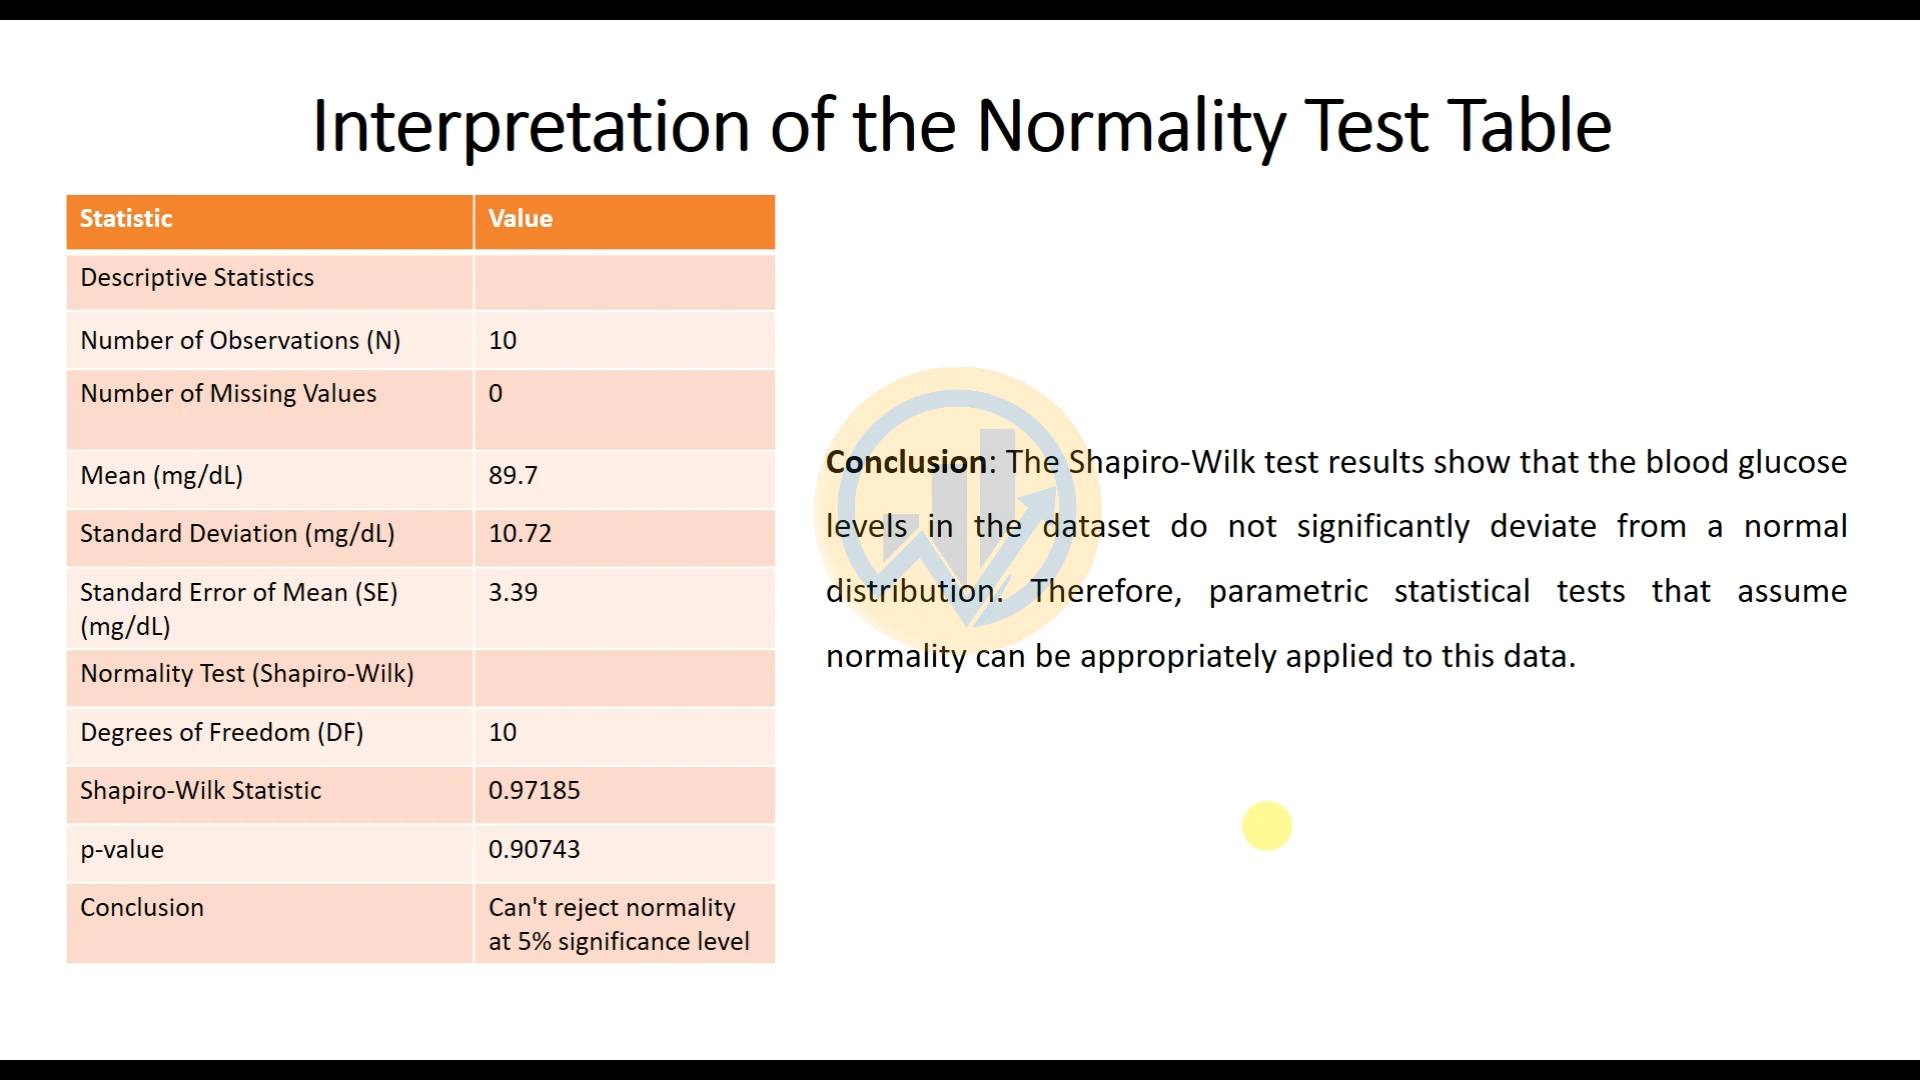 Interpretation of the Normality Test Table
Statistic Value
Descriptive Statistics
Number of Observations (N) 10
Number of Missing Values 0
Mean (mg/dL) 89.7
Standard Deviation (mg/dL) 10.72
Standard Error of Mean (SE) 3.39
(mg/dL)
Normality Test (Shapiro-Wilk)
Degrees of Freedom (DF) 10
Shapiro-Wilk Statistic 0.97185
p-value 0.90743
Conclusion Can't reject normality
at 5% significance level
Conclusion: The Shapiro-Wilk test results show that the blood glucose
levels in the dataset do not significantly deviate from a normal
distribution. Therefore, parametric statistical tests that assume
normality can be appropriately applied to this data.